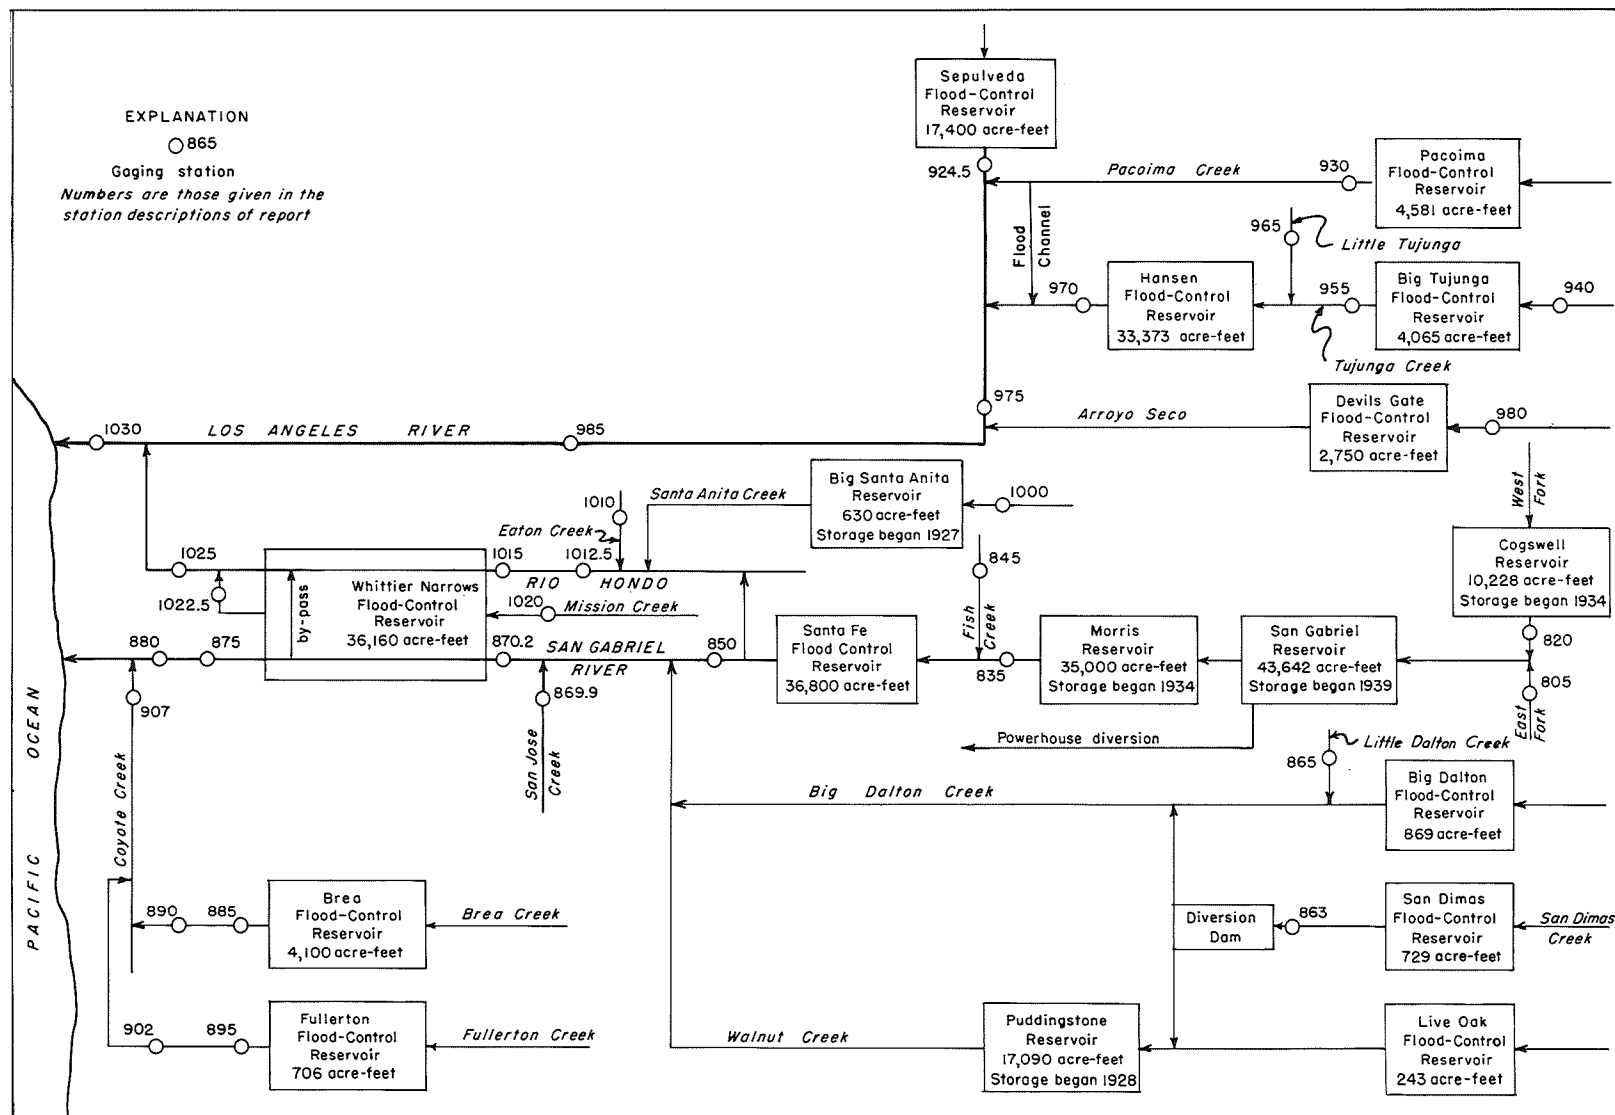 EXPLANATION
865
Gaging station
Numbers are those given in the
station descriptions of report
Sepulveda
Flood-Control
Reservoir
17,400 acre-feet
924.5
Pacoima Creek
930
Pacoima
Flood-Control
Reservoir
4,581 acre-feet
Flood
Channel
965
Little Tujunga
970
Hansen
Flood-Control
Reservoir
33,373 acre-feet
955
Big Tujunga
Flood-Control
Reservoir
4,065 acre-feet
940
Tujunga Creek
975
Arroyo Seco
Devils Gate
Flood-Control
Reservoir
2,750 acre-feet
980
1030
LOS ANGELES RIVER
985
Santa Anita Creek
Big Santa Anita
Reservoir
630 acre-feet
Storage began 1927
1000
1010
Eaton Creek
West
Fork
Cogswell
Reservoir
10,228 acre-feet
Storage began 1934
820
805
East
Fork
1025
1015
1012.5
RIO HONDO
845
Fish
Creek
1022.5
by-pass
Whittier Narrows
Flood-Control
Reservoir
36,160 acre-feet
1020
Mission Creek
880
875
870.2
SAN GABRIEL
RIVER
850
Santa Fe
Flood Control
Reservoir
36,800 acre-feet
835
Morris
Reservoir
35,000 acre-feet
Storage began 1934
San Gabriel
Reservoir
43,642 acre-feet
Storage began 1939
907
869.9
San Jose
Creek
Powerhouse diversion
Little Dalton Creek
865
Big Dalton Creek
Big Dalton
Flood-Control
Reservoir
869 acre-feet
Coyote Creek
PACIFIC OCEAN
890
885
Brea
Flood-Control
Reservoir
4,100 acre-feet
Brea Creek
Diversion
Dam
863
San Dimas
Flood-Control
Reservoir
729 acre-feet
San Dimas
Creek
902
895
Fullerton
Flood-Control
Reservoir
706 acre-feet
Fullerton Creek
Walnut Creek
Puddingstone
Reservoir
17,090 acre-feet
Storage began 1928
Live Oak
Flood-Control
Reservoir
243 acre-feet